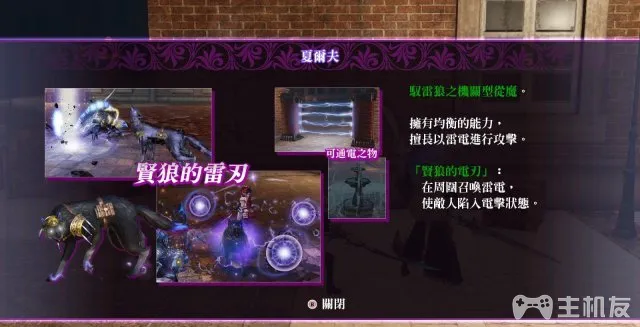 夏爾夫
馭雷狼之機關型從魔。
擁有均衡的能力,
擅長以雷電進行攻擊。
可通電之物
賢狼的雷刃
「賢狼的電刃」:
在周圍召喚雷電,
使敵人陷入電擊狀態。
關閉
主机友